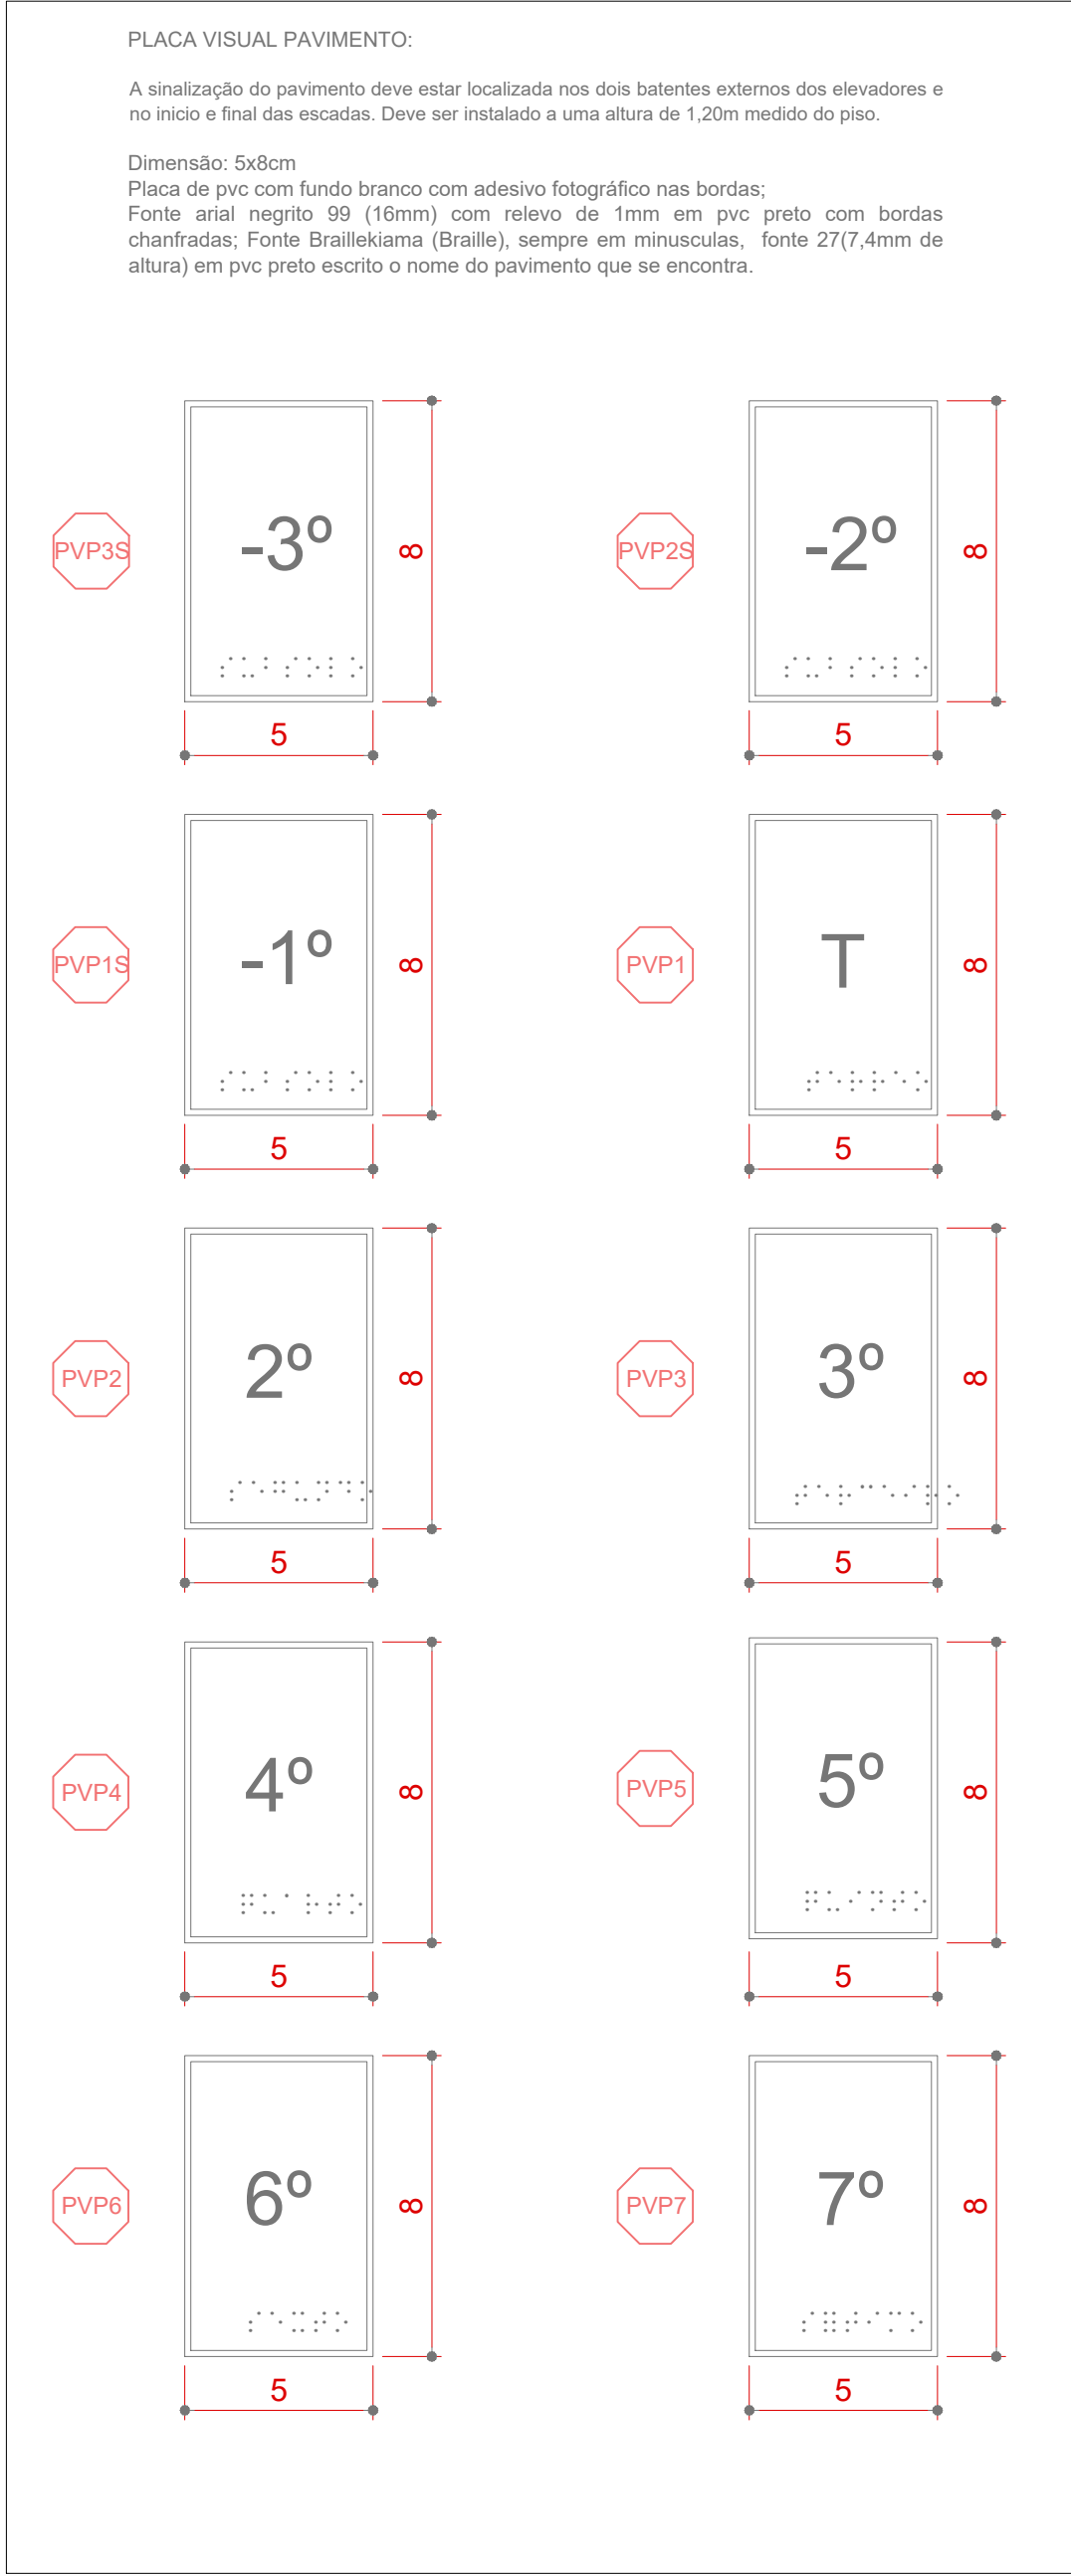 PLACA VISUAL PAVIMENTO:
A sinalização do pavimento deve estar localizada nos dois batentes externos dos elevadores e
no inicio e final das escadas. Deve ser instalado a uma altura de 1,20m medido do piso.
Dimensão: 5x8cm
Placa de pvc com fundo branco com adesivo fotográfico nas bordas;
Fonte arial negrito 99 (16mm) com relevo de 1mm em pvc preto com bordas
chanfradas; Fonte Braillekiama (Braille), sempre em minusculas, fonte 27(7,4mm de
altura) em pvc preto escrito o nome do pavimento que se encontra.
PVP3S
-3º
8
⠎⠥⠃⠎⠕⠇⠕
5
PVP2S
-2º
8
⠎⠥⠃⠎⠕⠇⠕
5
PVP1S
-1º
8
⠎⠥⠃⠎⠕⠇⠕
5
PVP1
T
8
⠞⠑⠗⠗⠑⠕
5
PVP2
2º
8
⠎⠑⠛⠥⠝⠙⠕
5
PVP3
3º
8
5
PVP4
4º
8
⠟⠥⠁⠗⠞⠕
5
PVP5
5º
8
⠟⠥⠊⠝⠞⠕
5
PVP6
6º
8
⠎⠑⠭⠞⠕
5
PVP7
7º
8
⠎⠿⠞⠊⠍⠕
5